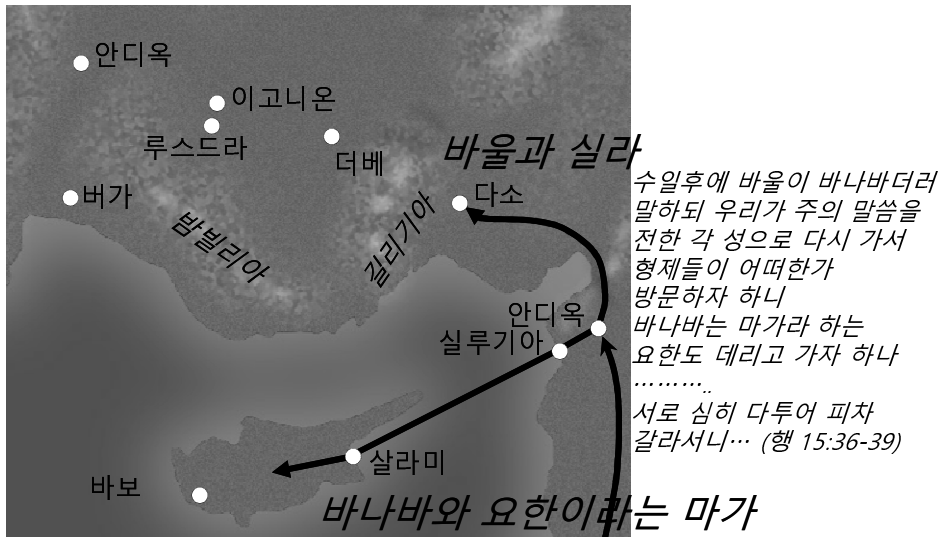 안디옥
이고니온
루스드라
더베
바울과 실라
버가
다소
밤빌리아
길리기아
안디옥
실루기아
살라미
바보
바나바와 요한이라는 마가
수일후에 바울이 바나바더러
말하되 우리가 주의 말씀을
전한 각 성으로 다시 가서
형제들이 어떠한가
방문하자 하니
바나바는 마가라 하는
요한도 데리고 가자 하나
………..
서로 심히 다투어 피차
갈라서니… (행 15:36-39)